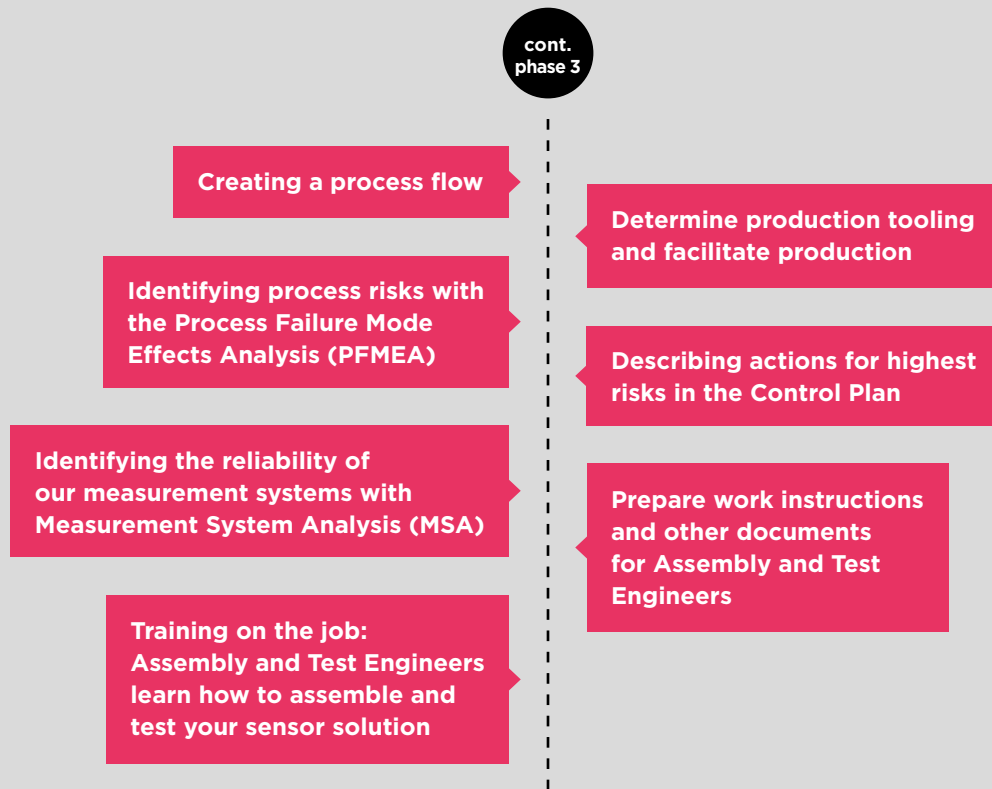 cont.
phase 3
Creating a process flow
Determine production tooling
and facilitate production
Identifying process risks with
the Process Failure Mode
Effects Analysis (PFMEA)
Describing actions for highest
risks in the Control Plan
Identifying the reliability of
our measurement systems with
Measurement System Analysis (MSA)
Prepare work instructions
and other documents
for Assembly and Test
Engineers
Training on the job:
Assembly and Test Engineers
learn how to assemble and
test your sensor solution